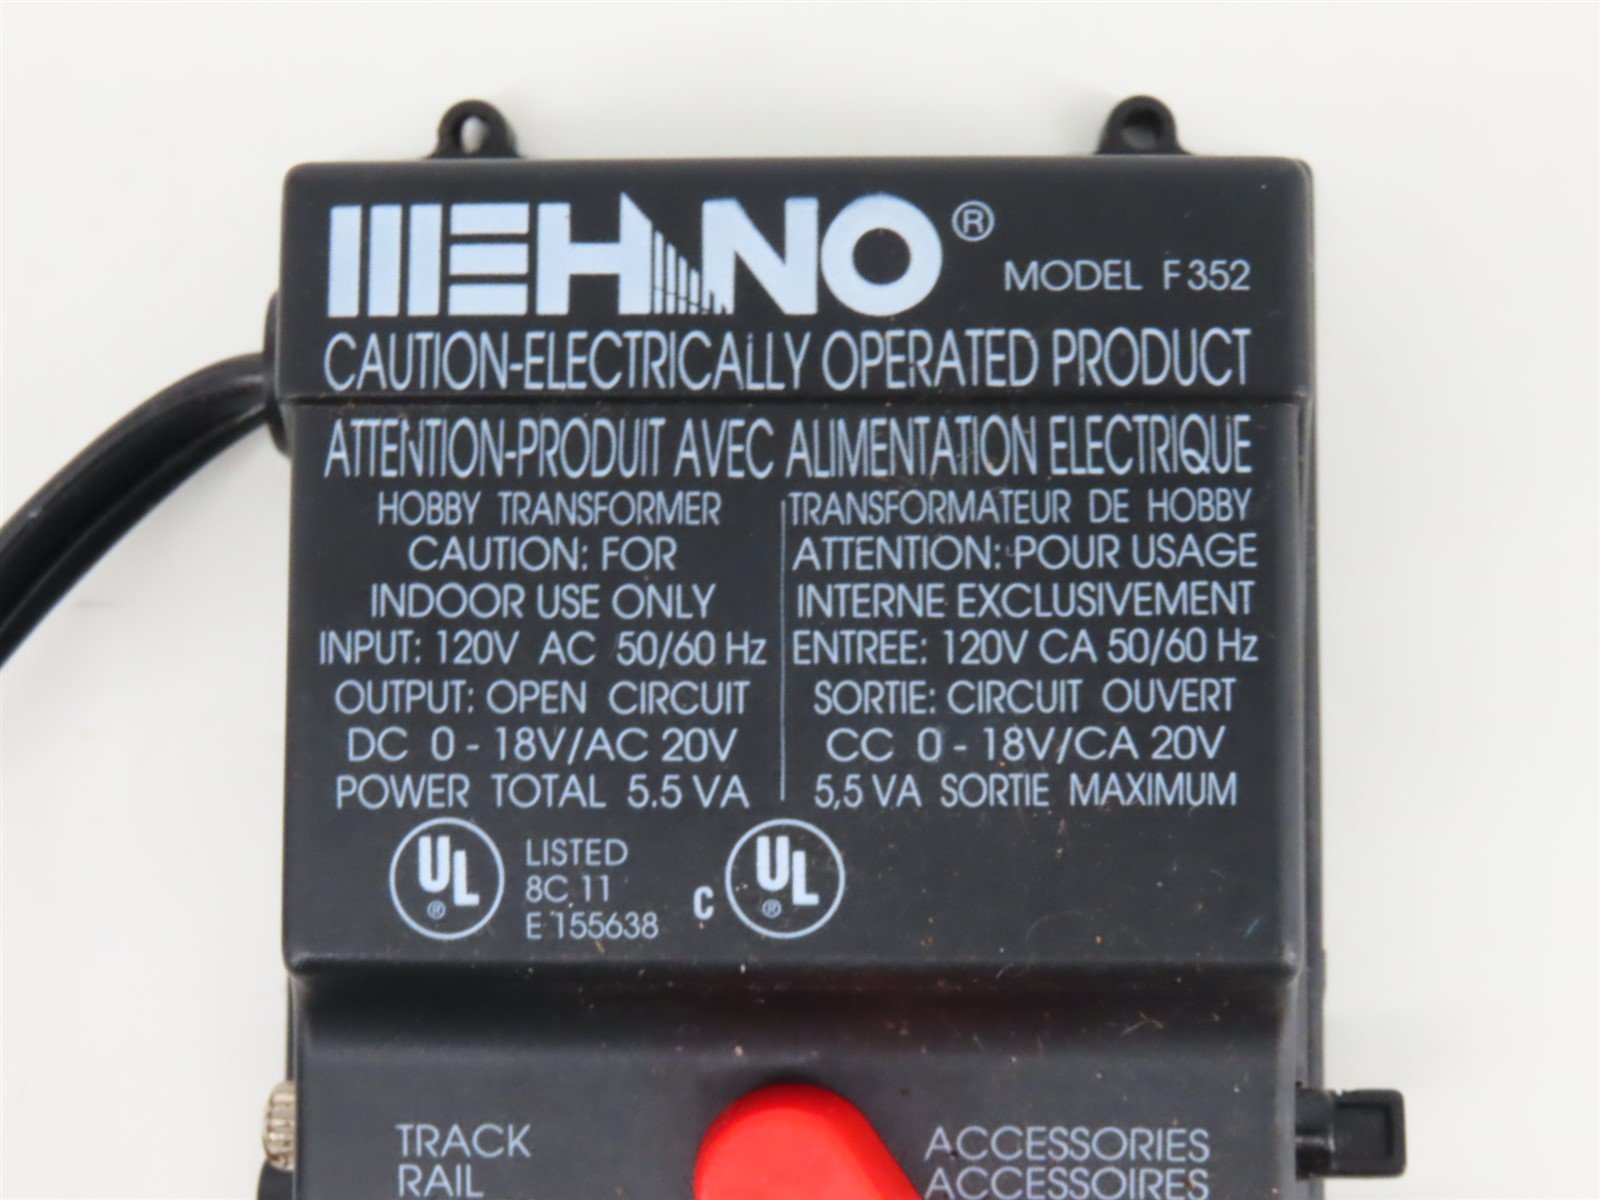 IIIEHNO®
MODEL F352
CAUTION-ELECTRICALLY OPERATED PRODUCT
ATTENTION-PRODUIT AVEC ALIMENTATION ELECTRIQUE
HOBBY TRANSFORMER
CAUTION: FOR
INDOOR USE ONLY
INPUT: 120V AC 50/60 Hz
OUTPUT: OPEN CIRCUIT
DC 0 - 18V/AC 20V
POWER TOTAL 5.5 VA
TRANSFORMATEUR DE HOBBY
ATTENTION: POUR USAGE
INTERNE EXCLUSIVEMENT
ENTREE: 120V CA 50/60 Hz
SORTIE: CIRCUIT OUVERT
CC 0 - 18V/CA 20V
5,5 VA SORTIE MAXIMUM
UL®
LISTED
8C 11
E 155638
C UL®
TRACK
RAIL
ACCESSORIES
ACCESSOIRES